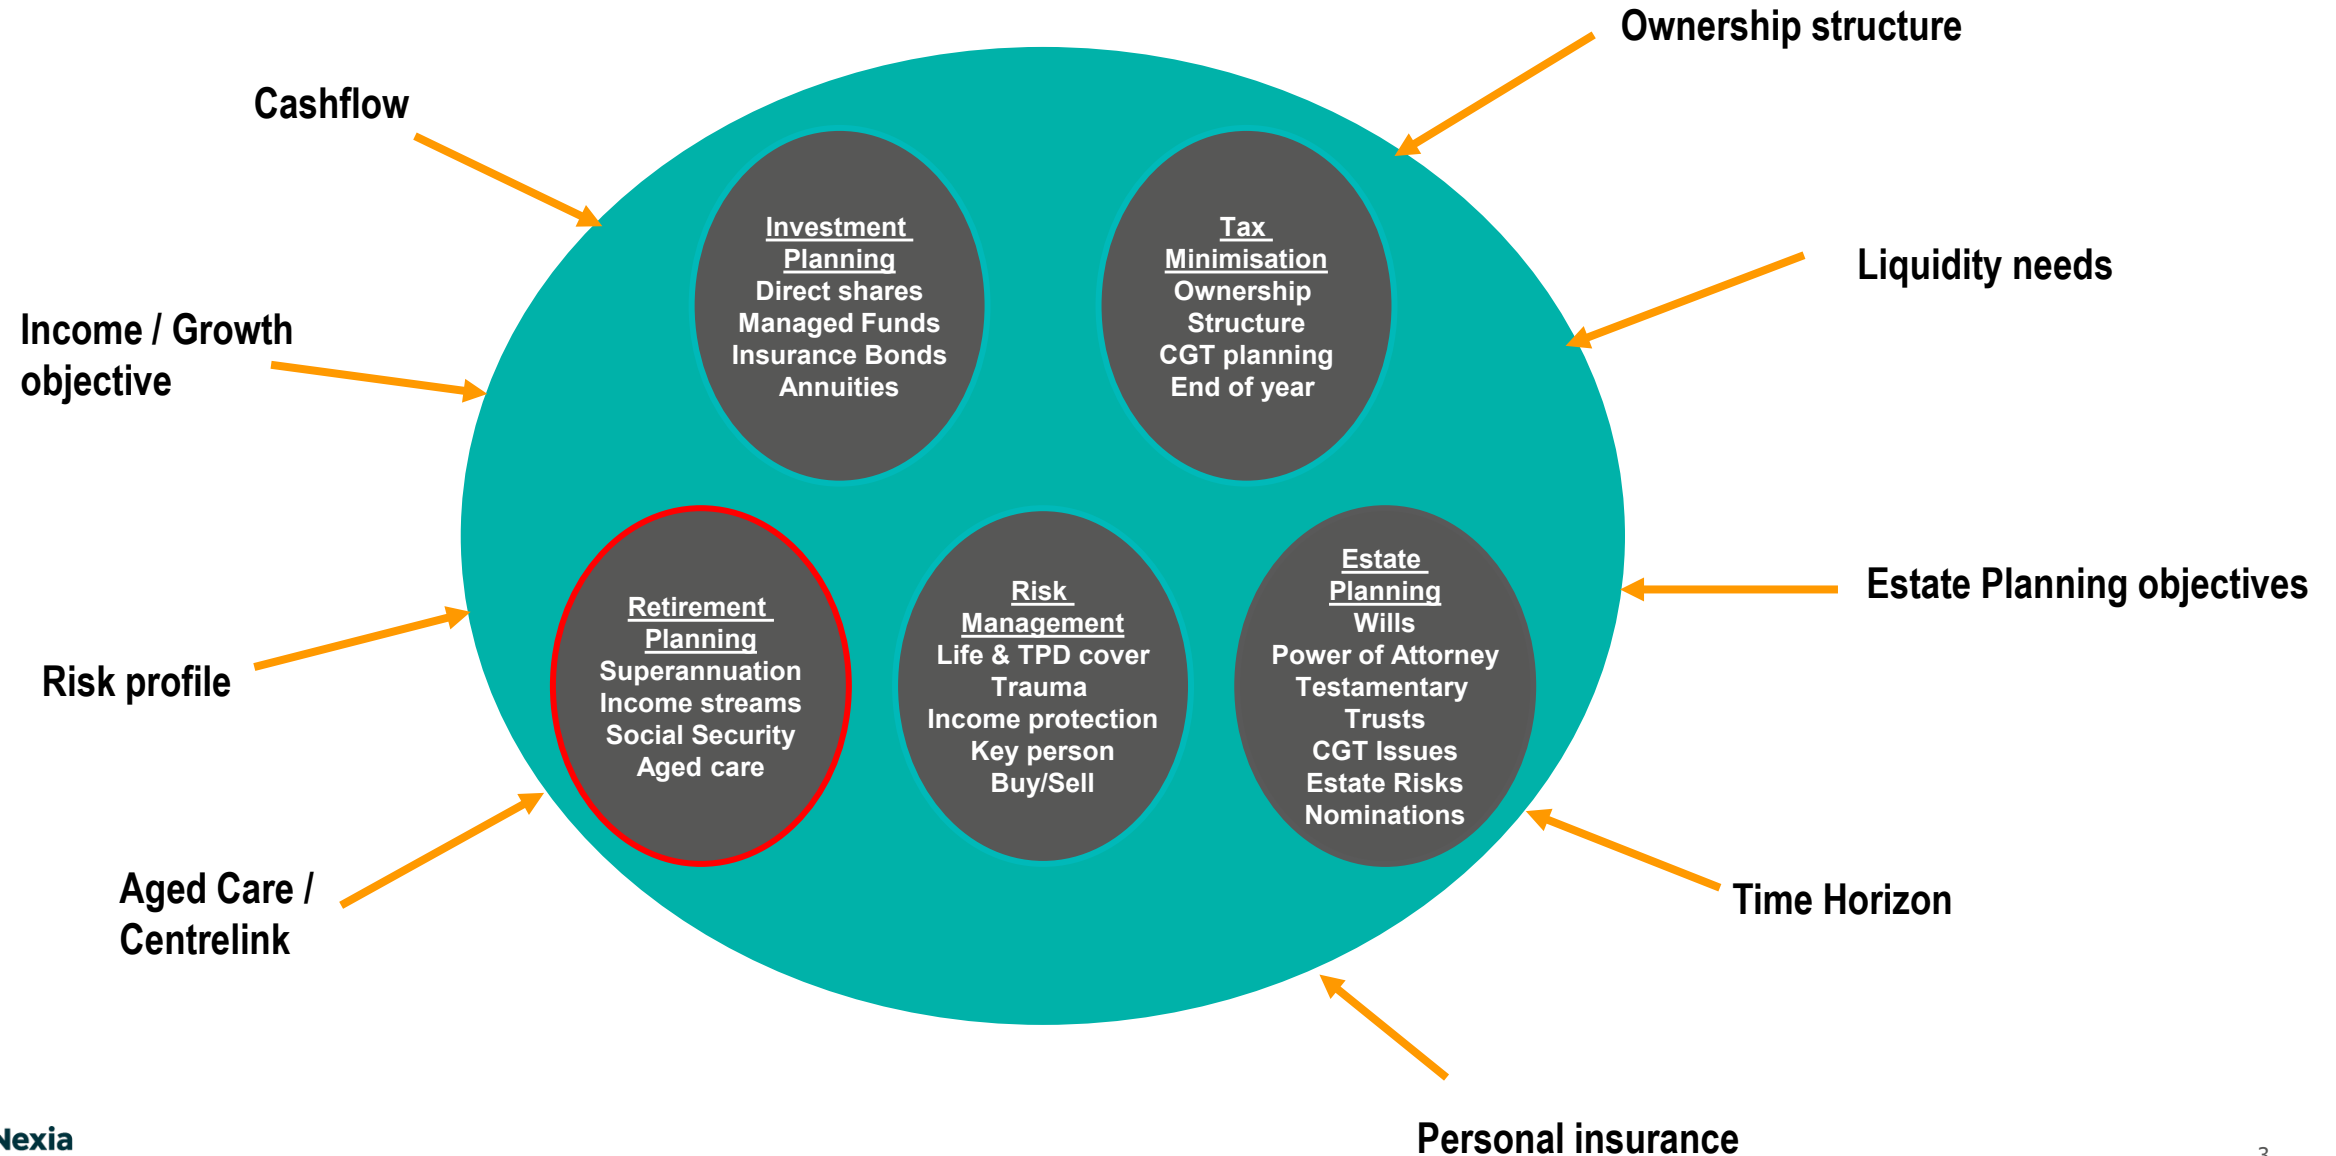 Ownership structure
Cashflow
Investment
Planning
Direct shares
Managed Funds
Insurance Bonds
Annuities
Tax
Minimisation
Ownership
Structure
CGT planning
End of year
Liquidity needs
Income / Growth
objective
Retirement
Planning
Superannuation
Income streams
Social Security
Aged care
Risk
Management
Life & TPD cover
Trauma
Income protection
Key person
Buy/Sell
Estate
Planning
Wills
Power of Attorney
Testamentary
Trusts
CGT Issues
Estate Risks
Nominations
Estate Planning objectives
Risk profile
Aged Care /
Centrelink
Time Horizon
Personal insurance
Nexia
3